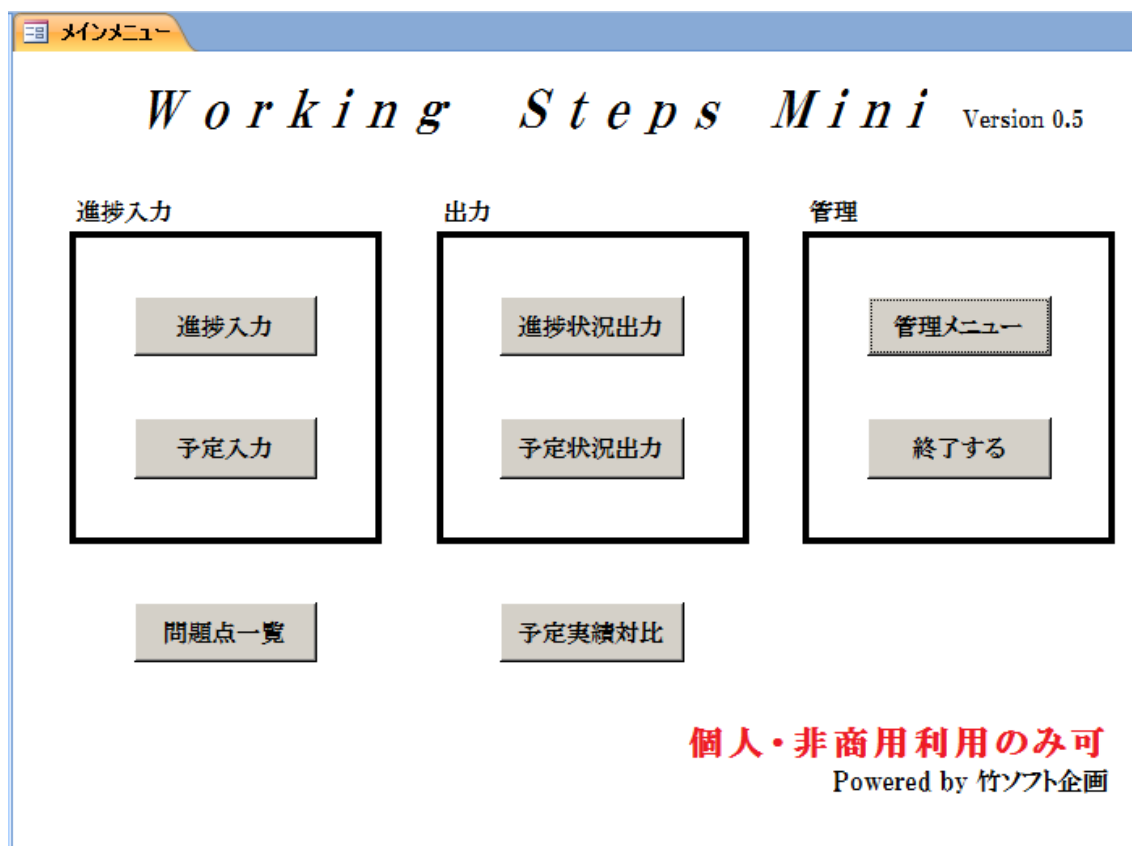 メインメニュー
Working Steps Mini Version 0.5
進捗入力 出力 管理
進捗入力 進捗状況出力 管理メニュー
予定入力 予定状況出力 終了する
問題点一覧 予定実績対比
個人・非商用利用のみ可
Powered by 竹ソフト企画